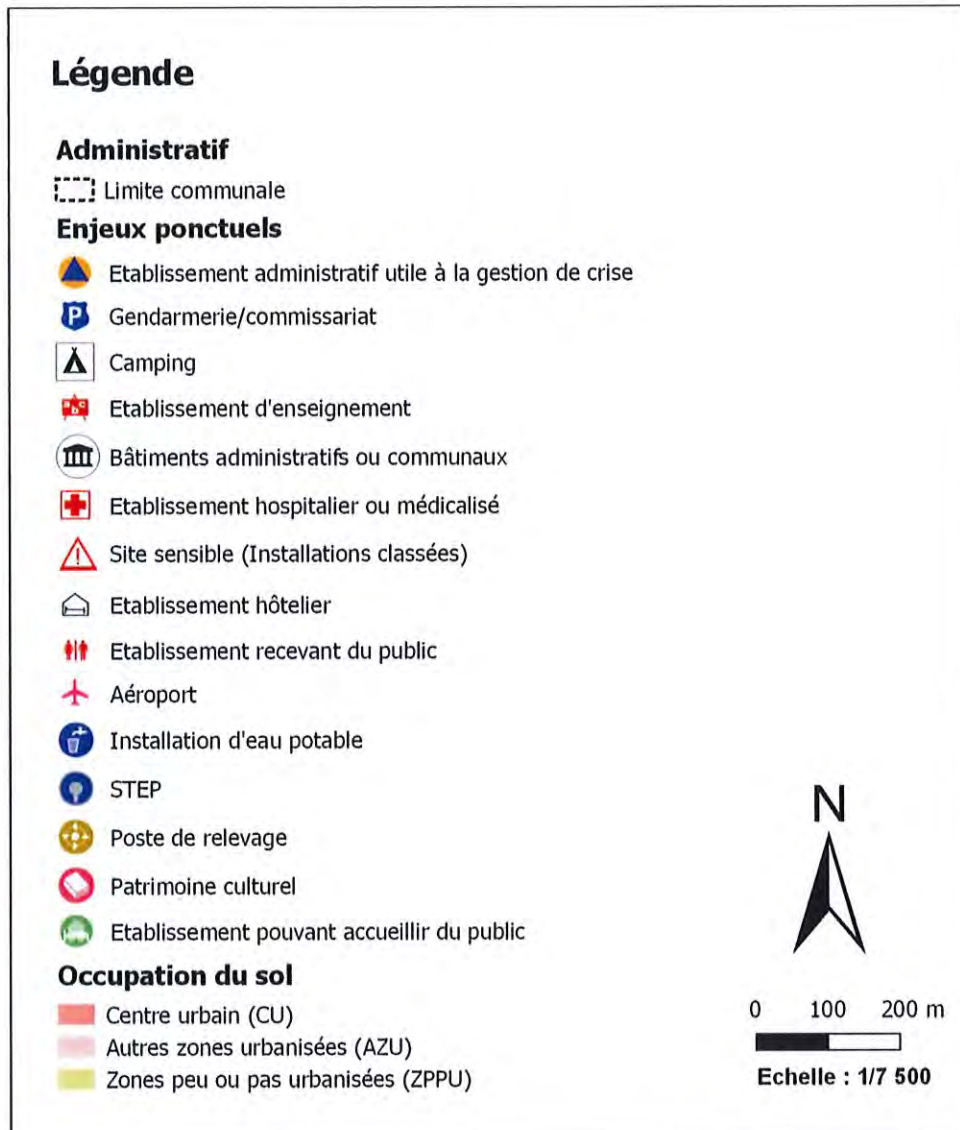 Légende
Administratif
Limite communale
Enjeux ponctuels
Etablissement administratif utile à la gestion de crise
P Gendarmerie/commissariat
Camping
a b c Etablissement d'enseignement
Bâtiments administratifs ou communaux
Etablissement hospitalier ou médicalisé
Site sensible (Installations classées)
Etablissement hôtelier
Etablissement recevant du public
Aéroport
Installation d'eau potable
STEP
Poste de relevage
Patrimoine culturel
Etablissement pouvant accueillir du public
Occupation du sol
Centre urbain (CU)
Autres zones urbanisées (AZU)
Zones peu ou pas urbanisées (ZPPU)
N
0 100 200 m
Echelle : 1/7 500